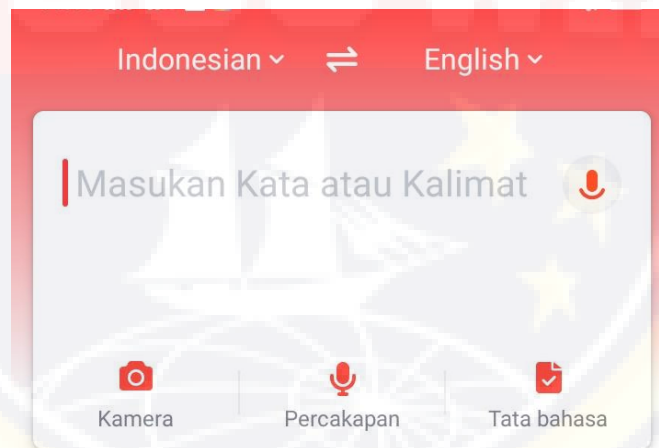 Indonesian English
Masukan Kata atau Kalimat
Kamera Percakapan Tata bahasa